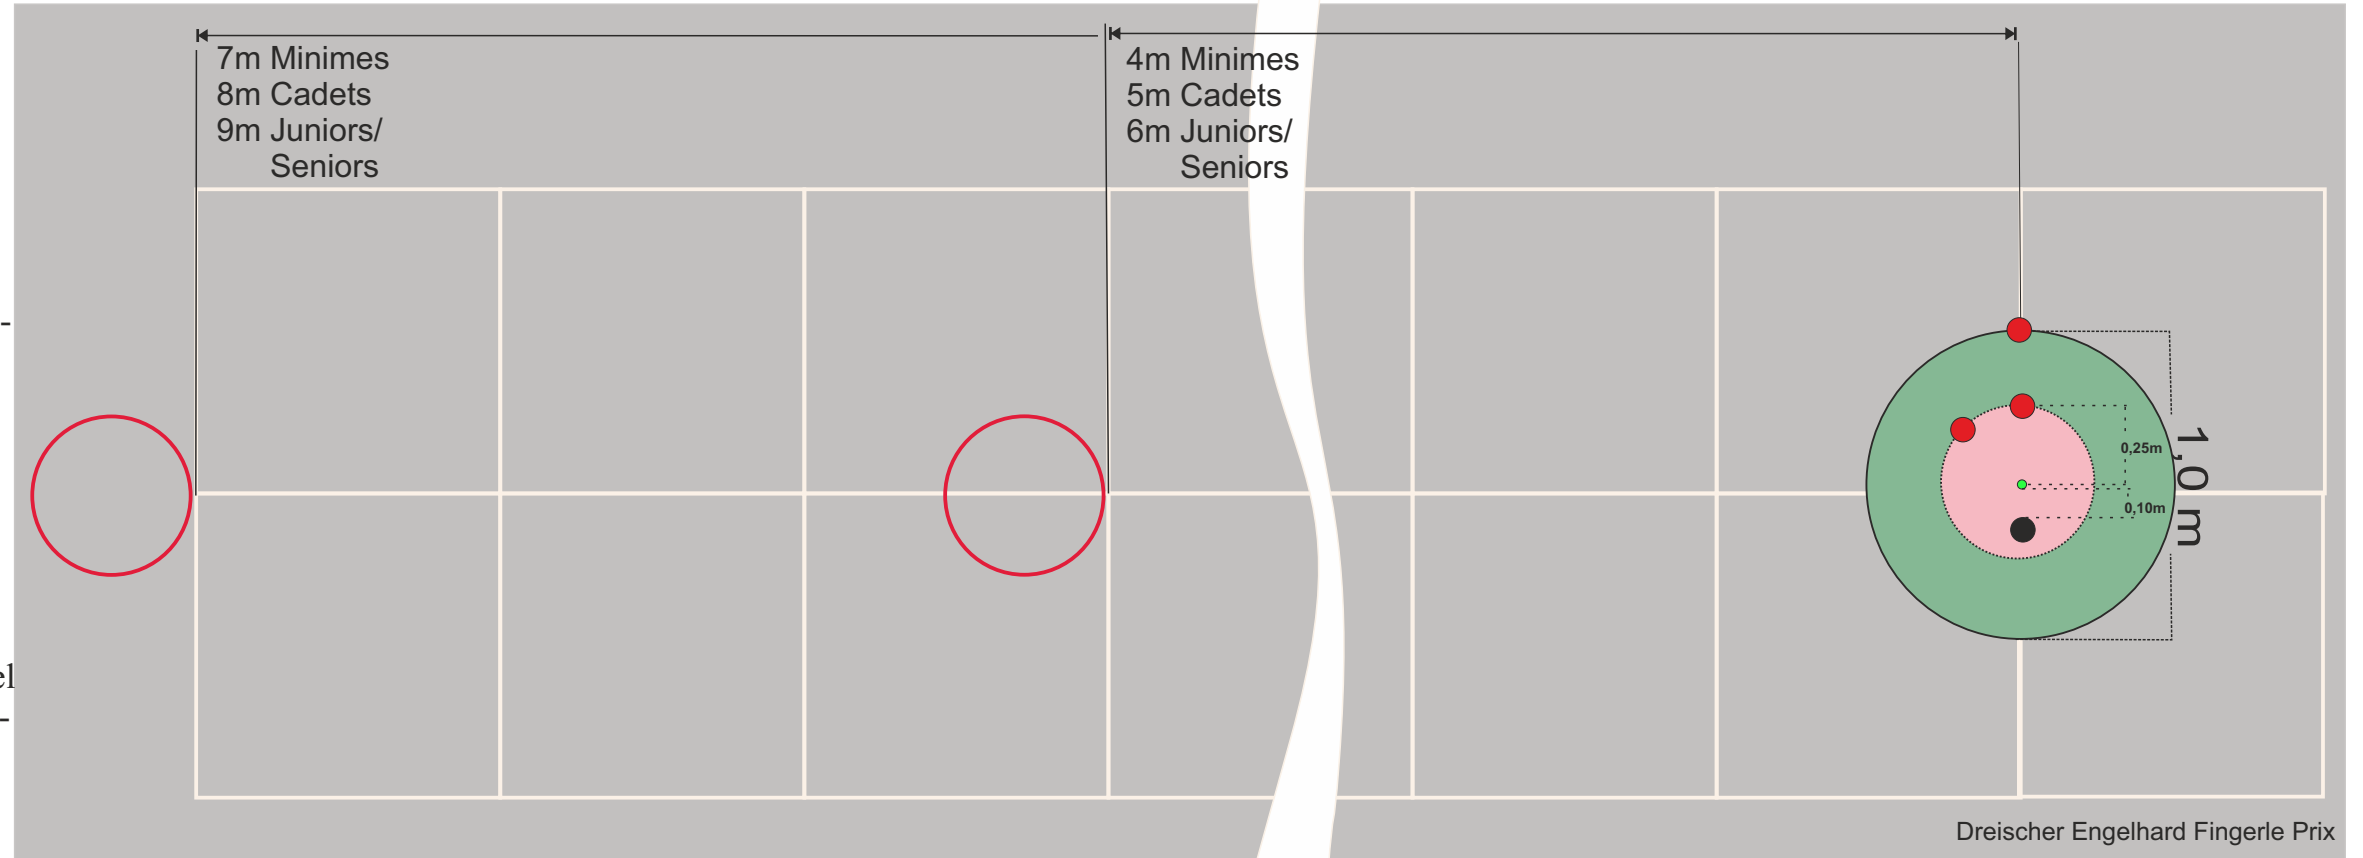 7m Minimes
8m Cadets
9m Juniors/
Seniors
4m Minimes
5m Cadets
6m Juniors/
Seniors
-
0,25m
1,0 m
0,10m
el
-
Dreischer Engelhard Fingerle Prix